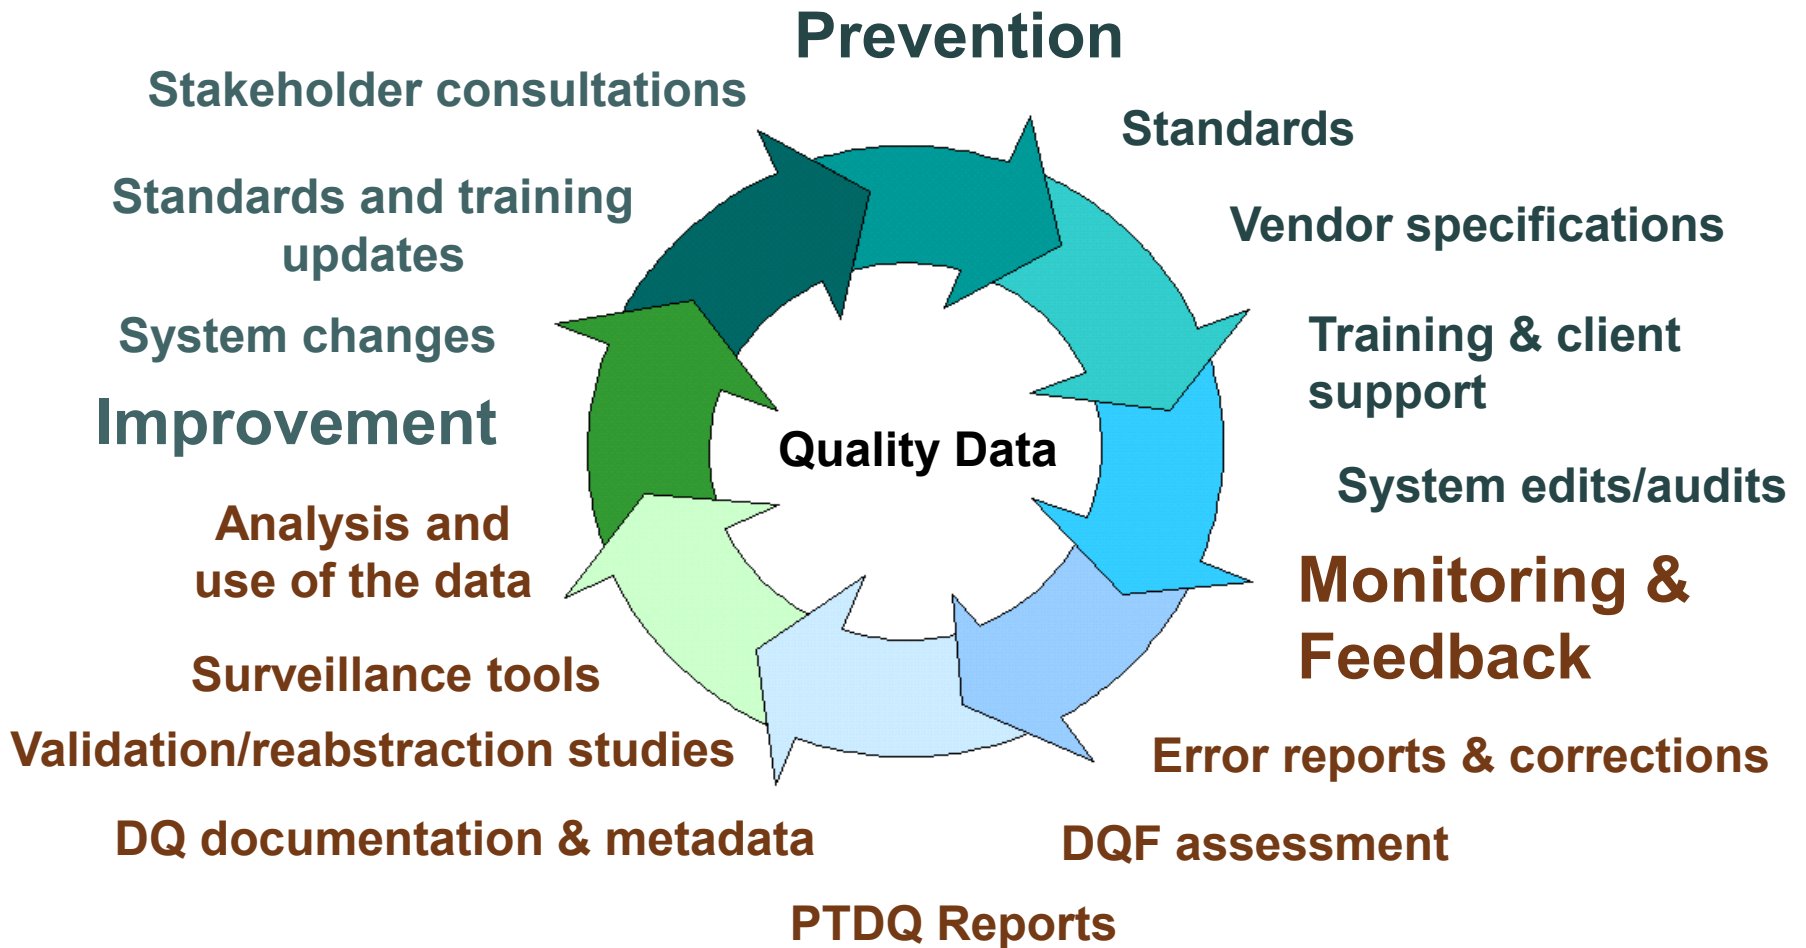 Prevention
Standards
Vendor specifications
Training & client
support
System edits/audits
Monitoring &
Feedback
Error reports & corrections
DQF assessment
PTDQ Reports
DQ documentation & metadata
Validation/reabstraction studies
Surveillance tools
Analysis and
use of the data
Improvement
System changes
Standards and training
updates
Stakeholder consultations
Quality Data